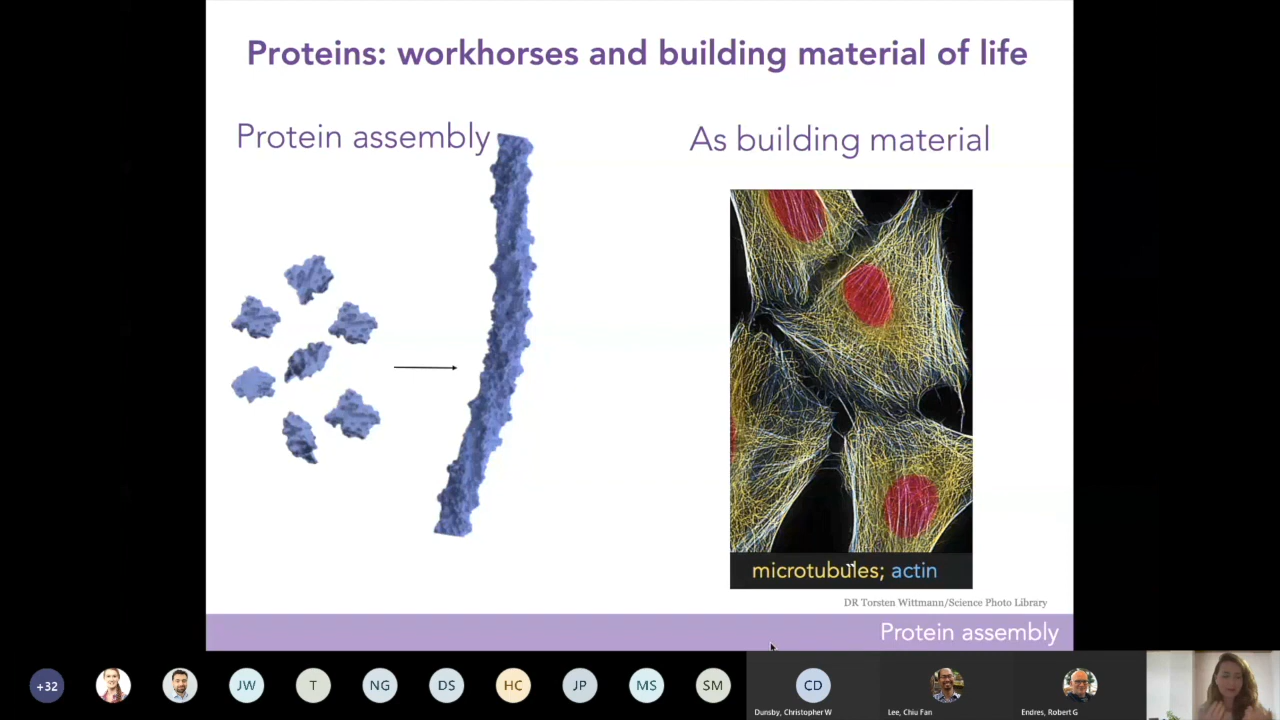 Proteins: workhorses and building material of life
Protein assembly
As building material
microtubules; actin
DR Torsten Wittmann/Science Photo Library
Protein assembly
+32
JW
T
NG
DS
HC
JP
MS
SM
CD
Dunsby, Christopher W
Lee, Chiu Fan
Endres, Robert G